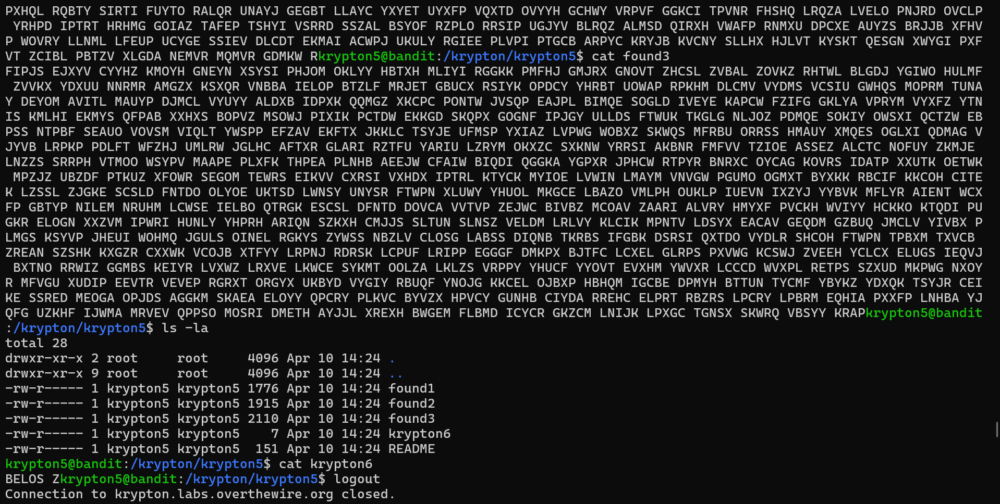 PXHQL RQBTY SIRTI FUYTO RALQR UNAYJ GEGBT LLAYC PXYET UYXFP VQXTD OVYYH GCHWY VRPVF GGKCI TPVNR FHSHQ LRQZA LVELO PNJRD OVCLP
 YRHPD IPTRT HRHMG GOIAZ TAFEP TSHYI VSRRD SSZAL BSYOF RZPLO RRSIP UGJYV BLRQZ ALMSD QIRXH VWAFP RNMXU DPCXE AUYZS BRJJB XFHV
P WOVRY LLNML LFEUP UCYGE SSIEV DLCDT EKMAI ACWPJ UKULY RGIEE PLVPI PTGCB ARPYC KRYJB KVCNY SLLHX HJLVT KYSKT QESGN XWYGI PXF
VT ZCIBL PBTZV XLGDA NEMVR MQMVR GDMKW Rkrypton5@bandit:/krypton/krypton5$ cat found3
FIPJS EJXYV CYYHZ KMOYH GNEYN XSYSI PHJOM OKLYY HBTXH MLIYI RGGKK PMFHJ GMJRX GNOVT ZHCSL ZVBAL ZOVKZ RHTWL BLGDJ YGIWO HULMF
 ZVVKX YDXUU NNRMR AMGZX KSXQR VNBBA IELOP BTZLF MRJET GBUCX RSIYK OPDCY YHRBT UOWAP RPKHM DLCMV VYDMS VCSIU GWHQS MOPRM TUNA
Y DEYOM AVITL MAUYP DJMCL VYUYY ALDXB IDPXK QQMGZ XKCPC PONTW JVSQP EAJPL BIMQE SOGLD IVEYE KAPCW FZIFG GKLYA VPRYM VYXFZ YTN
IS KMLHI EKMYS QFPAB XXHXS BOPVZ MSOWJ PIXIK PCTDW EKKGD SKQPX GOGNF IPJGY ULLDS FTWUK TKGLG NLJOZ PDMQE SOKIY OWSXI QCTZW EB
PSS NTPBF SEAUO VOVSM VIQLT YWSPP EFZAV EKFTX JKKLC TSYJE UFMSP YXIAZ LVPWG WOBXZ SKWQS MFRBU ORRSS HMAUY XMQES OGLXI QDMAG V
JYVB LRPKP PDLFT WFZHJ UMLRW JGLHC AFTXR GLARI RZTFU YARIU LZRYM OKXZC SXKNW YRRSI AKBNR FMFVV TZIOE ASSEZ ALCTC NOFUY ZKMJE
LNZZS SRRPH VTMOO WSYPV MAAPE PLXFK THPEA PLNHB AEEJW CFAIW BIQDI QGGKA YGPXR JPHCW RTPYR BNRXC OYCAG KOVRS IDATP XXUTK OETWK
 MPZJZ UBZDF PTKUZ XFOWR SEGOM TEWRS EIKVV CXRSI VXHDX IPTRL KTYCK MYIOE LVWIN LMAYM VNVGW PGUMO OGMXT BYXKK RBCIF KKCOH CITE
K LZSSL ZJGKE SCSLD FNTDO OLYOE UKTSD LWNSY UNYSR FTWPN XLUWY YHUOL MKGCE LBAZO VMLPH OUKLP IUEVN IXZYJ YYBVK MFLYR AIENT WCX
FP GBTYP NILEM NRUHM LCWSE IELBO QTRGK ESCSL DFNTD DOVCA VVTVP ZEJWC BIVBZ MCOAV ZAARI ALVRY HMYXF PVCKH WVIYY HCKKO KTQDI PU
GKR ELOGN XXZVM IPWRI HUNLY YHPRH ARIQN SZKXH CMJJS SLTUN SLNSZ VELDM LRLVY KLCIK MPNTV LDSYX EACAV GEQDM GZBUQ JMCLV YIVBX P
LMGS KSYVP JHEUI WOHMQ JGULS OINEL RGKYS ZYWSS NBZLV CLOSG LABSS DIQNB TKRBS IFGBK DSRSI QXTDO VYDLR SHCOH FTWPN TPBXM TXVCB
ZREAN SZSHK KXGZR CXXWK VCOJB XTFYY LRPNJ RDRSK LCPUF LRIPP EGGGF DMKPX BJTFC LCXEL GLRPS PXVWG KCSWJ ZVEEH YCLCX ELUGS IEQVJ
 BXTNO RRWIZ GGMBS KEIYR LVXWZ LRXVE LKWCE SYKMT OOLZA LKLZS VRPPY YHUCF YYOVT EVXHM YWVXR LCCCD WVXPL RETPS SZXUD MKPWG NXOY
R MFVGU XUDIP EEVTR VEVEP RGRXT ORGYX UKBYD VYGIY RBUQF YNOJG KKCEL OJBXP HBHQM IGCBE DPMYH BTTUN TYCMF YBYKZ YDXQK TSYJR CEI
KE SSRED MEOGA OPJDS AGGKM SKAEA ELOYY QPCRY PLKVC BYVZX HPVCY GUNHB CIYDA RREHC ELPRT RBZRS LPCRY LPBRM EQHIA PXXFP LNHBA YJ
QFG UZKHF IJWMA MRVEV QPPSO MOSRI DMETH AYJJL XREXH BWGEM FLBMD ICYCR GKZCM LNIJK LPXGC TGNSX SKWRQ VBSYY KRAPkrypton5@bandit
:/krypton/krypton5$ ls -la
total 28
drwxr-xr-x 2 root     root     4096 Apr 10 14:24 .
drwxr-xr-x 9 root     root     4096 Apr 10 14:24 ..
-rw-r----- 1 krypton5 krypton5 1776 Apr 10 14:24 found1
-rw-r----- 1 krypton5 krypton5 1915 Apr 10 14:24 found2
-rw-r----- 1 krypton5 krypton5 2110 Apr 10 14:24 found3
-rw-r----- 1 krypton5 krypton5    7 Apr 10 14:24 krypton6
-rw-r----- 1 krypton5 krypton5  151 Apr 10 14:24 README
krypton5@bandit:/krypton/krypton5$ cat krypton6
BELOS Zkrypton5@bandit:/krypton/krypton5$ logout
Connection to krypton.labs.overthewire.org closed.